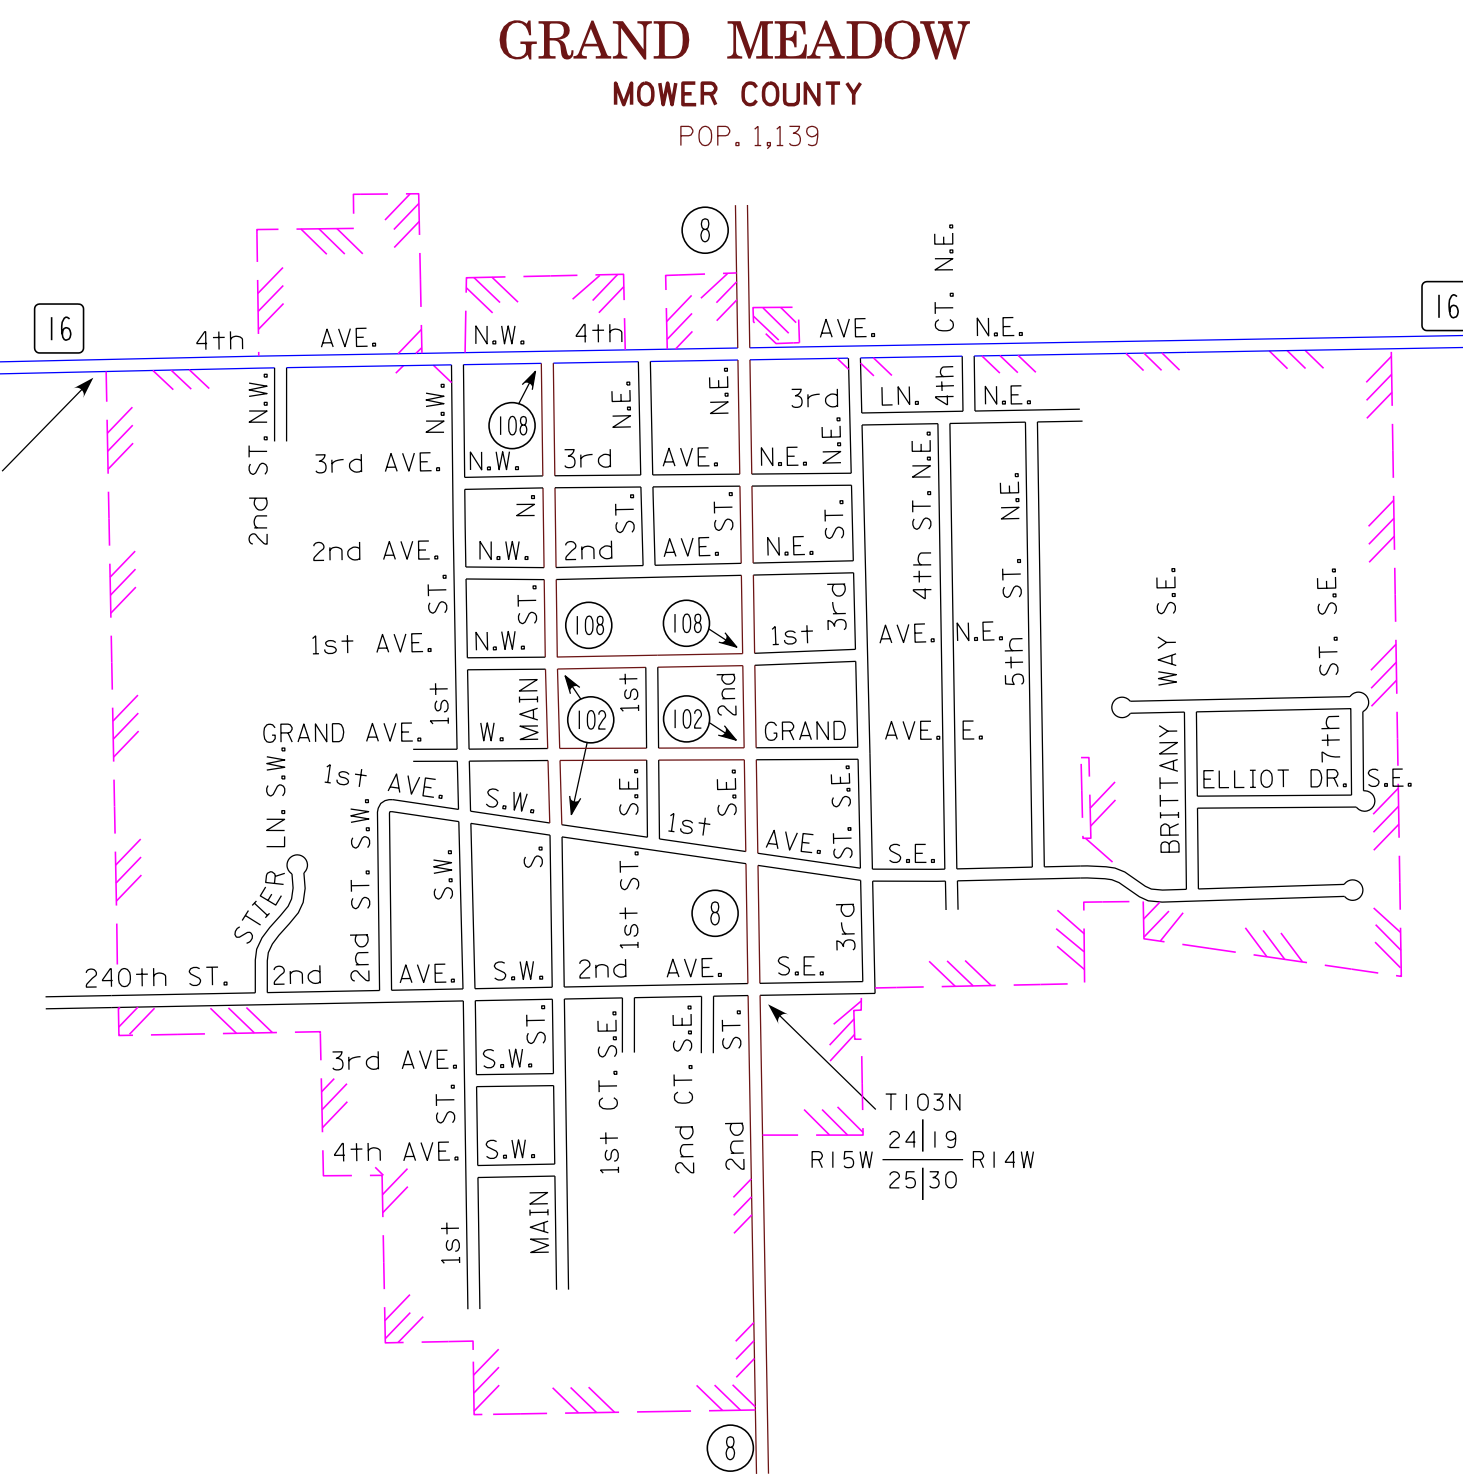 GRAND MEADOW
MOWER COUNTY
POP. 1,139
8
CT. N.E.
16
16
4th AVE. N.W. 4th AVE. N.E.
2nd ST. N.W.
N.W.
108
N.E.
N.E.
3rd LN. 4th N.E.
3rd AVE. N.W. 3rd AVE. N.E. N.E.
N. ST. ST. ST.
4th ST. N.E.
5th ST. N.E.
2nd AVE. N.W. 2nd AVE. N.E.
ST. ST. 3rd
108
108
1st AVE. N.W. 1st AVE. N.E.
WAY S.E.
ST. S.E.
1st MAIN 1st 2nd
102
102
GRAND AVE. W. GRAND AVE. E.
BRITTANY
7th
ELLIOT DR. S.E.
1st AVE. S.W. 1st AVE. S.E.
LN. S.W.
STIER
2nd ST. S.W.
S.W.
S.
S.E.
S.E.
ST. S.E.
1st ST.
3rd
8
240th ST. 2nd AVE. S.W. 2nd AVE. S.E.
3rd AVE. S.W.
ST.
ST.
1st CT. S.E.
2nd CT. S.E.
ST.
2nd
4th AVE. S.W.
1st
MAIN
T103N
24|19
R15W R14W
25|30
8